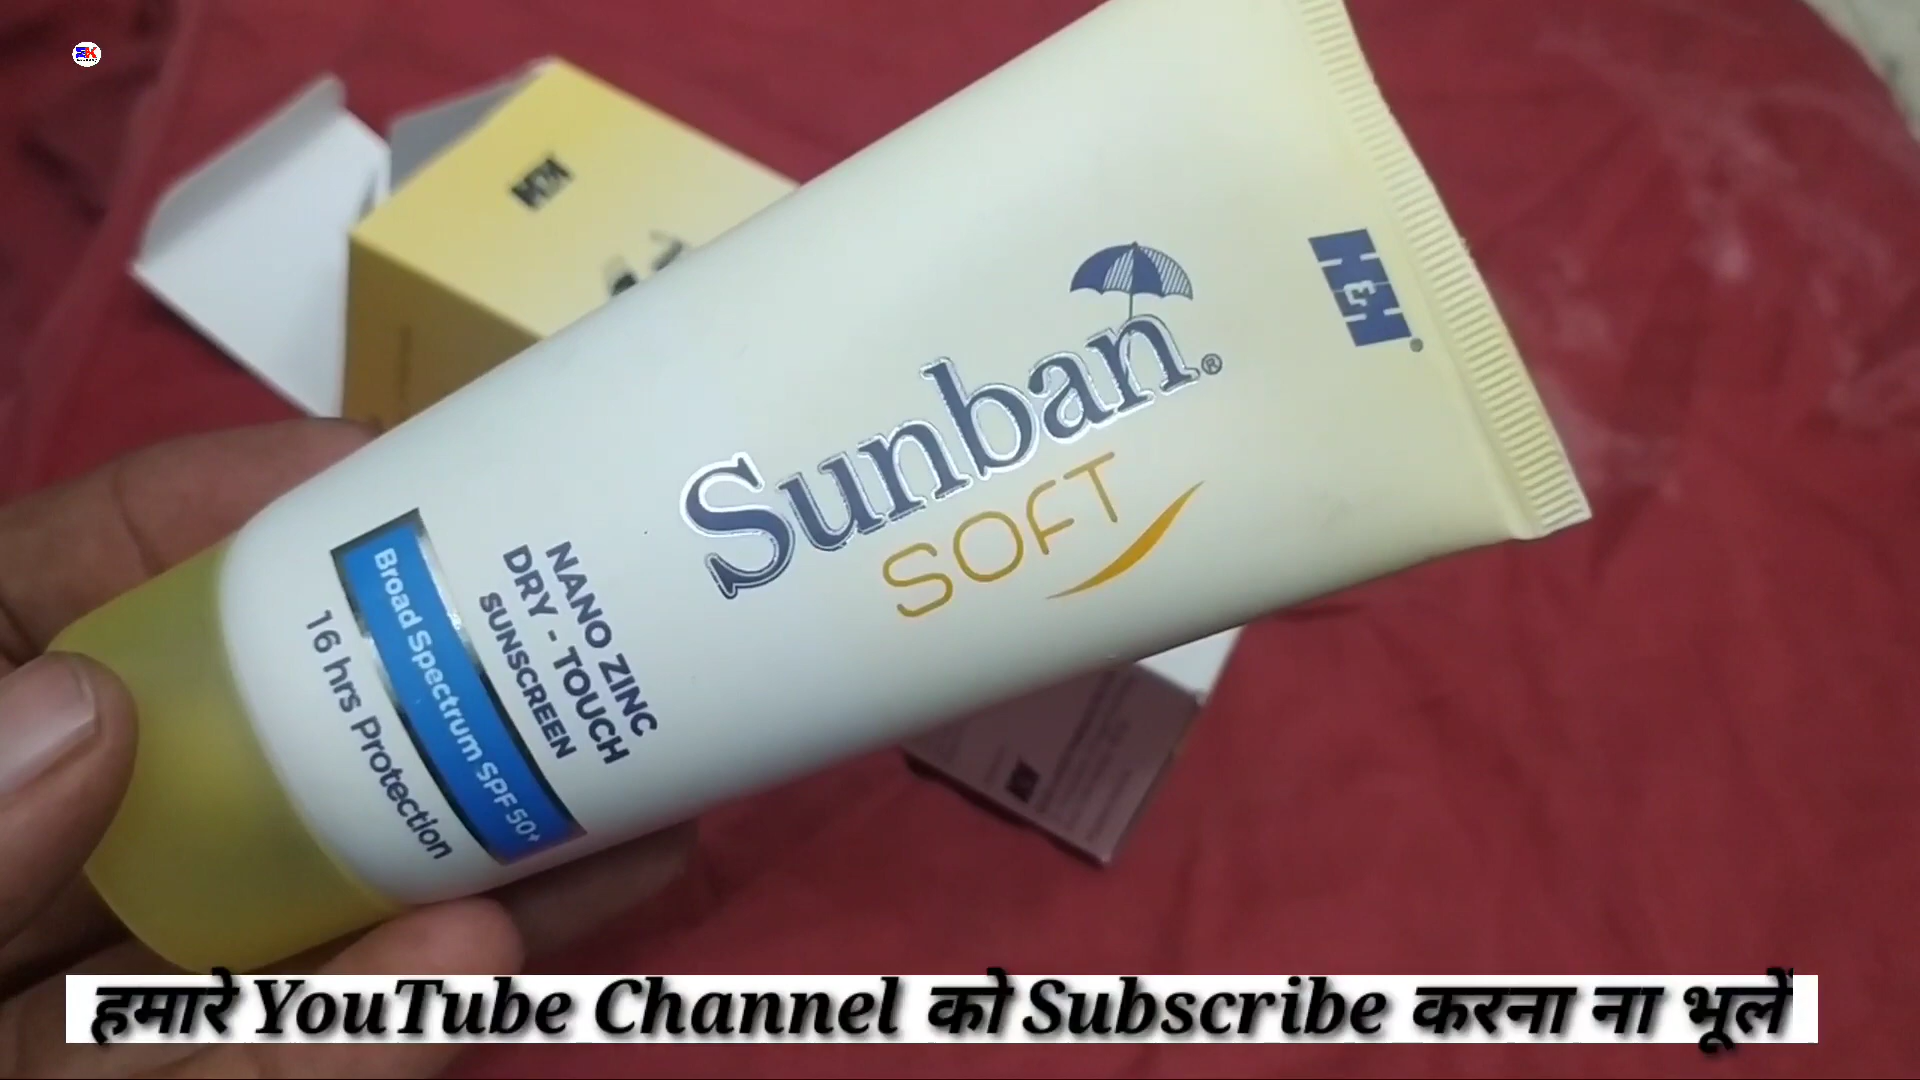 H&H
Sunban®
SOFT
NANO ZINC
DRY - TOUCH
SUNSCREEN
Broad Spectrum SPF 50+
16 hrs Protection
हमारे YouTube Channel को Subscribe करना ना भूलें